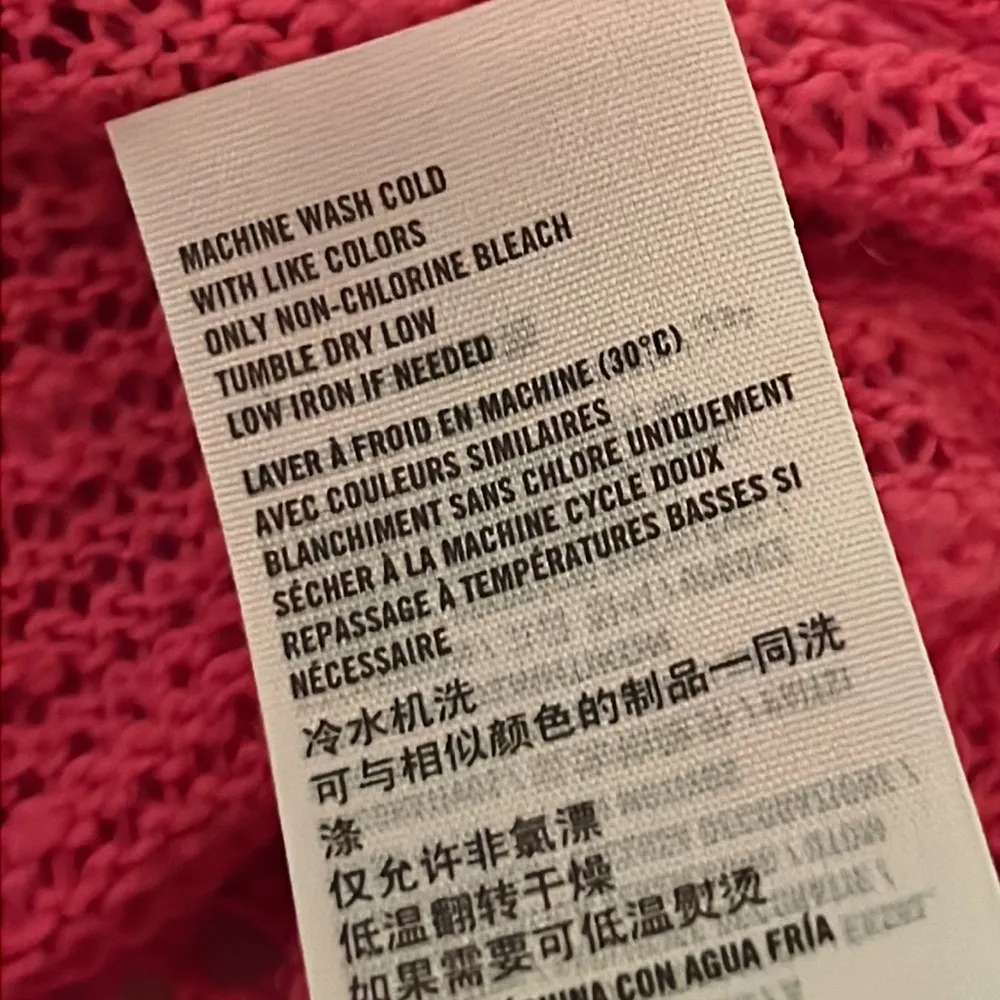 MACHINE WASH COLD
WITH LIKE COLORS
ONLY NON-CHLORINE BLEACH
TUMBLE DRY LOW
LOW IRON IF NEEDED
LAVER À FROID EN MACHINE (30°C)
AVEC COULEURS SIMILAIRES
BLANCHIMENT SANS CHLORE UNIQUEMENT
SÉCHER À LA MACHINE CYCLE DOUX
REPASSAGE À TEMPÉRATURES BASSES SI
NÉCESSAIRE
冷水机洗
可与相似颜色的制品一同洗
涤
仅允许非氯漂
低温翻转干燥
如果需要可低温熨烫
CON AGUA FRÍA